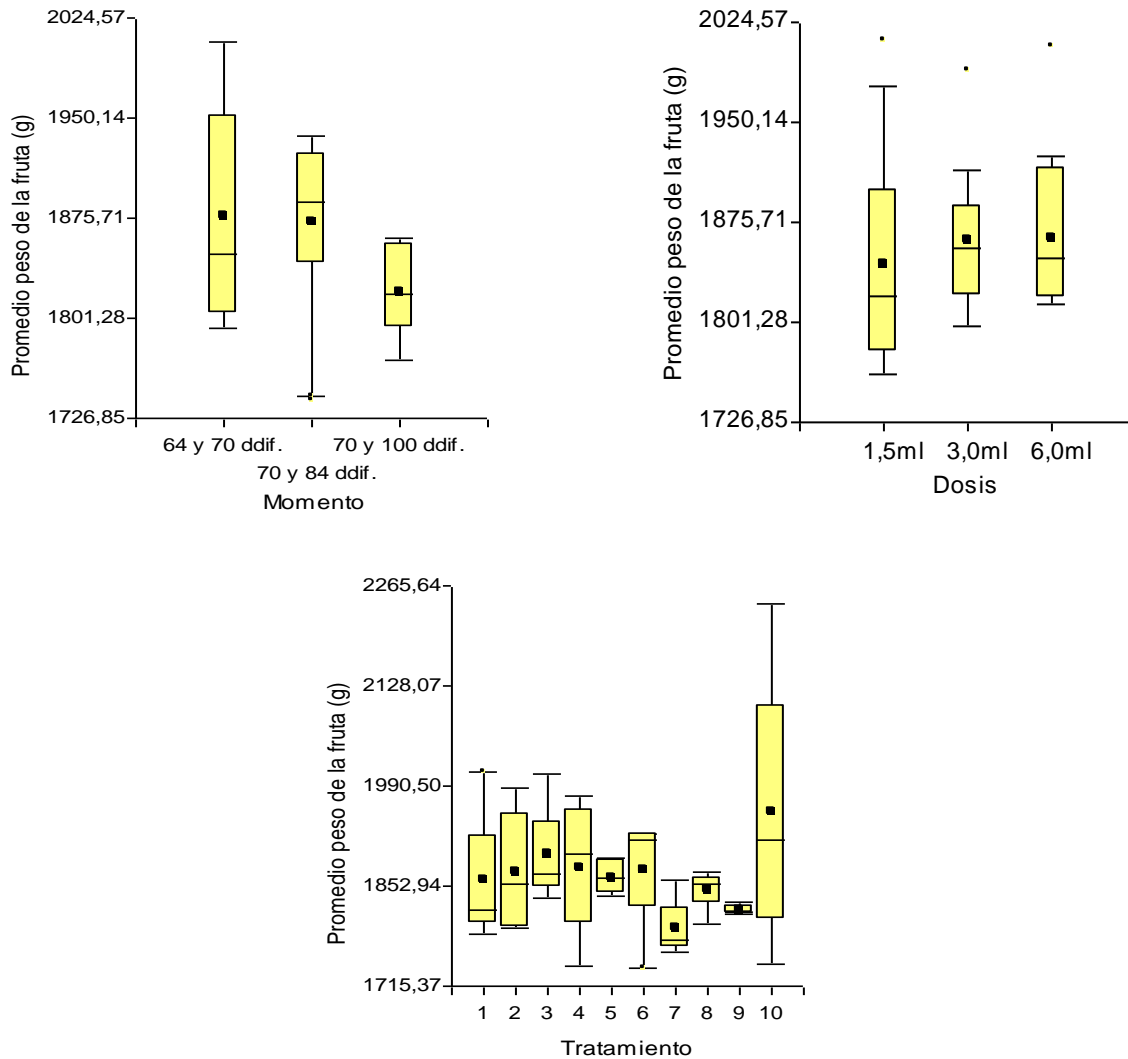 Promedio peso de la fruta (g)
2024,57
1950,14
1875,71
1801,28
1726,85
64 y 70 ddif.
70 y 100 ddif.
70 y 84 ddif.
Momento
Promedio peso de la fruta (g)
2024,57
1950,14
1875,71
1801,28
1726,85
1,5ml 3,0ml 6,0ml
Dosis
Promedio peso de la fruta (g)
2265,64
2128,07
1990,50
1852,94
1715,37
1 2 3 4 5 6 7 8 9 10
Tratamiento